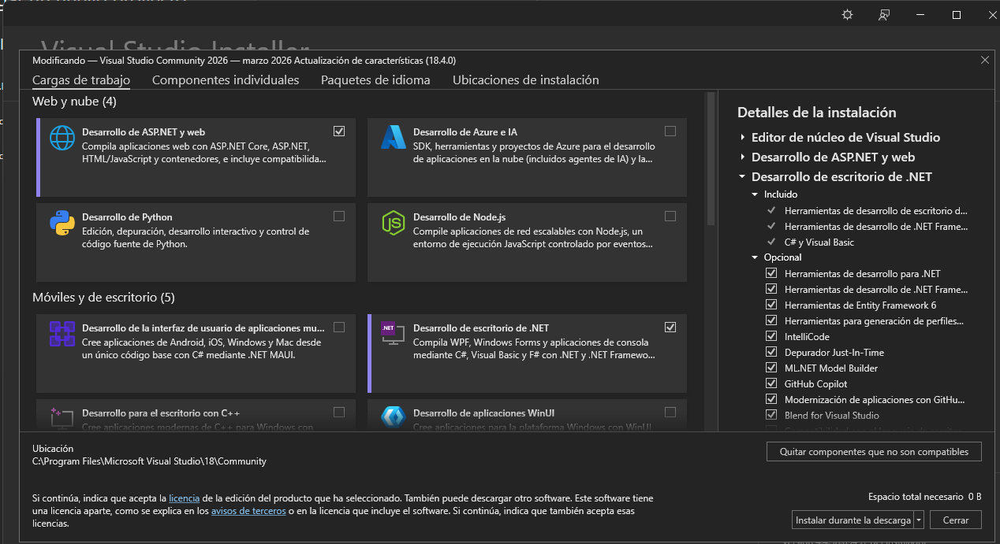 Visual Studio Installer
Modificando — Visual Studio Community 2026 — marzo 2026 Actualización de características (18.4.0)
Cargas de trabajo
Componentes individuales
Paquetes de idioma
Ubicaciones de instalación
Web y nube (4)
Desarrollo de ASP.NET y web
Compila aplicaciones web con ASP.NET Core, ASP.NET,
HTML/JavaScript y contenedores, e incluye compatibilida...
Desarrollo de Azure e IA
SDK, herramientas y proyectos de Azure para el desarrollo
de aplicaciones en la nube (incluidos agentes de IA) y la...
Desarrollo de Python
Edición, depuración, desarrollo interactivo y control de
código fuente de Python.
Desarrollo de Node.js
Compile aplicaciones de red escalables con Node.js, un
entorno de ejecución JavaScript controlado por eventos...
Móviles y de escritorio (5)
Desarrollo de la interfaz de usuario de aplicaciones mu...
Cree aplicaciones de Android, iOS, Windows y Mac desde
un único código base con C# mediante .NET MAUI.
.NET
Desarrollo de escritorio de .NET
Compila WPF, Windows Forms y aplicaciones de consola
mediante C#, Visual Basic y F# con .NET y .NET Framewo...
Desarrollo para el escritorio con C++
Cree aplicaciones modernas de C++ para Windows con
Desarrollo de aplicaciones WinUI
Cree aplicaciones para la plataforma Windows con WinUI
Detalles de la instalación
Editor de núcleo de Visual Studio
Desarrollo de ASP.NET y web
Desarrollo de escritorio de .NET
Incluido
Herramientas de desarrollo de escritorio d...
Herramientas de desarrollo de .NET Frame...
C# y Visual Basic
Opcional
Herramientas de desarrollo para .NET
Herramientas de desarrollo de .NET Frame...
Herramientas de Entity Framework 6
Herramientas para generación de perfiles...
IntelliCode
Depurador Just-In-Time
ML.NET Model Builder
GitHub Copilot
Modernización de aplicaciones con GitHu...
Blend for Visual Studio
Ubicación
C:\Program Files\Microsoft Visual Studio\18\Community
Quitar componentes que no son compatibles
Si continúa, indica que acepta la licencia de la edición del producto que ha seleccionado. También puede descargar otro software. Este software tiene
una licencia aparte, como se explica en los avisos de terceros o en la licencia que incluye el software. Si continúa, indica que también acepta esas
licencias.
Espacio total necesario 0 B
Instalar durante la descarga
Cerrar